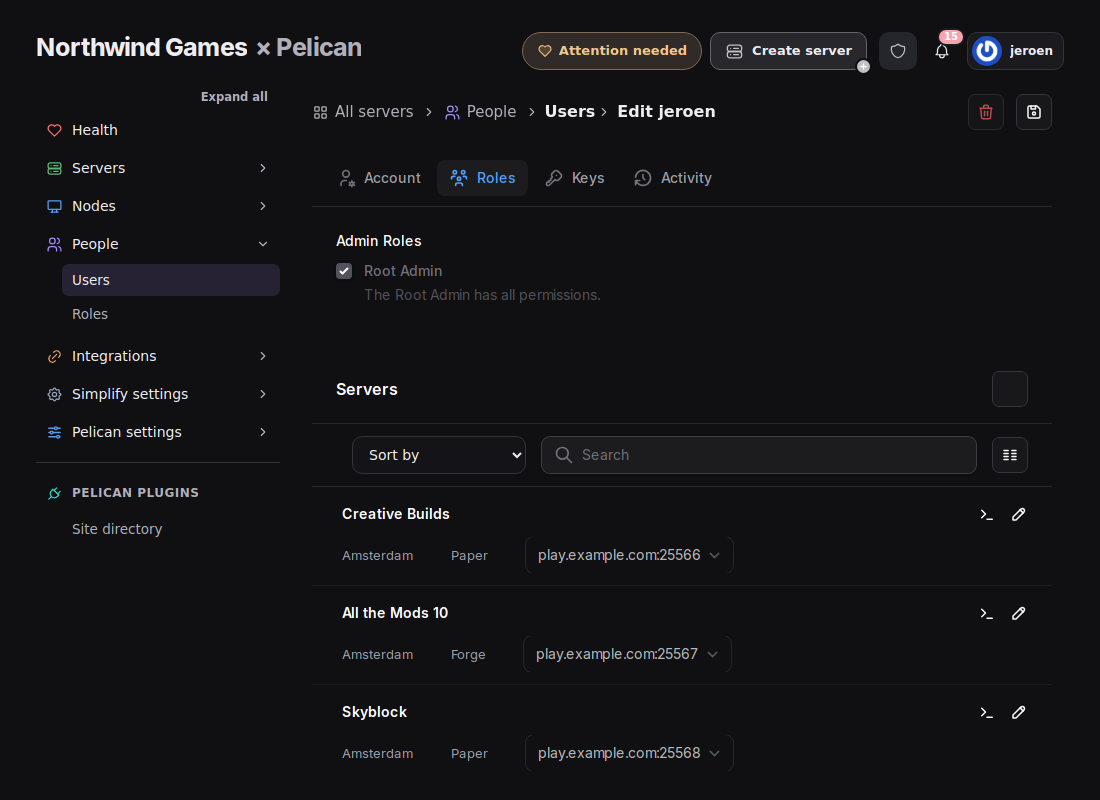 Northwind Games × Pelican
Attention needed
Create server
15
jeroen
Expand all
Health
Servers
Nodes
People
Users
Roles
Integrations
Simplify settings
Pelican settings
PELICAN PLUGINS
Site directory
All servers > People > Users > Edit jeroen
Account
Roles
Keys
Activity
Admin Roles
Root Admin
The Root Admin has all permissions.
Servers
Sort by
Search
Creative Builds
Amsterdam Paper play.example.com:25566
All the Mods 10
Amsterdam Forge play.example.com:25567
Skyblock
Amsterdam Paper play.example.com:25568